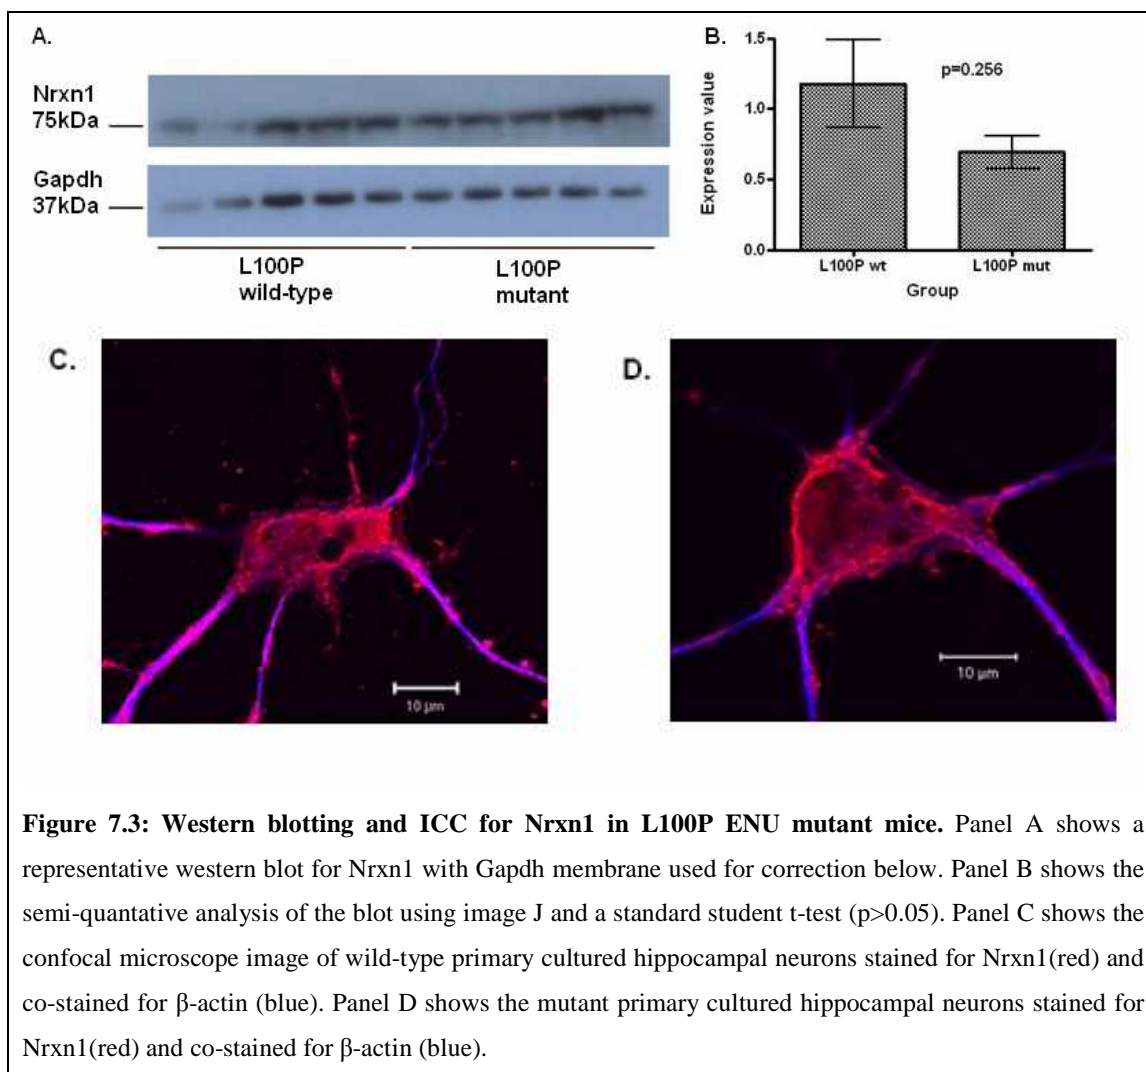 A.
Nrxn1
75kDa
Gapdh
37kDa
L100P
wild-type
L100P
mutant
B.
Expression value
1.5
1.0
0.5
0.0
p=0.256
L100P wt
L100P mut
Group
C.
10 µm
D.
10 µm
Figure 7.3: Western blotting and ICC for Nrxn1 in L100P ENU mutant mice. Panel A shows a
representative western blot for Nrxn1 with Gapdh membrane used for correction below. Panel B shows the
semi-quantative analysis of the blot using image J and a standard student t-test (p>0.05). Panel C shows the
confocal microscope image of wild-type primary cultured hippocampal neurons stained for Nrxn1(red) and
co-stained for β-actin (blue). Panel D shows the mutant primary cultured hippocampal neurons stained for
Nrxn1(red) and co-stained for β-actin (blue).